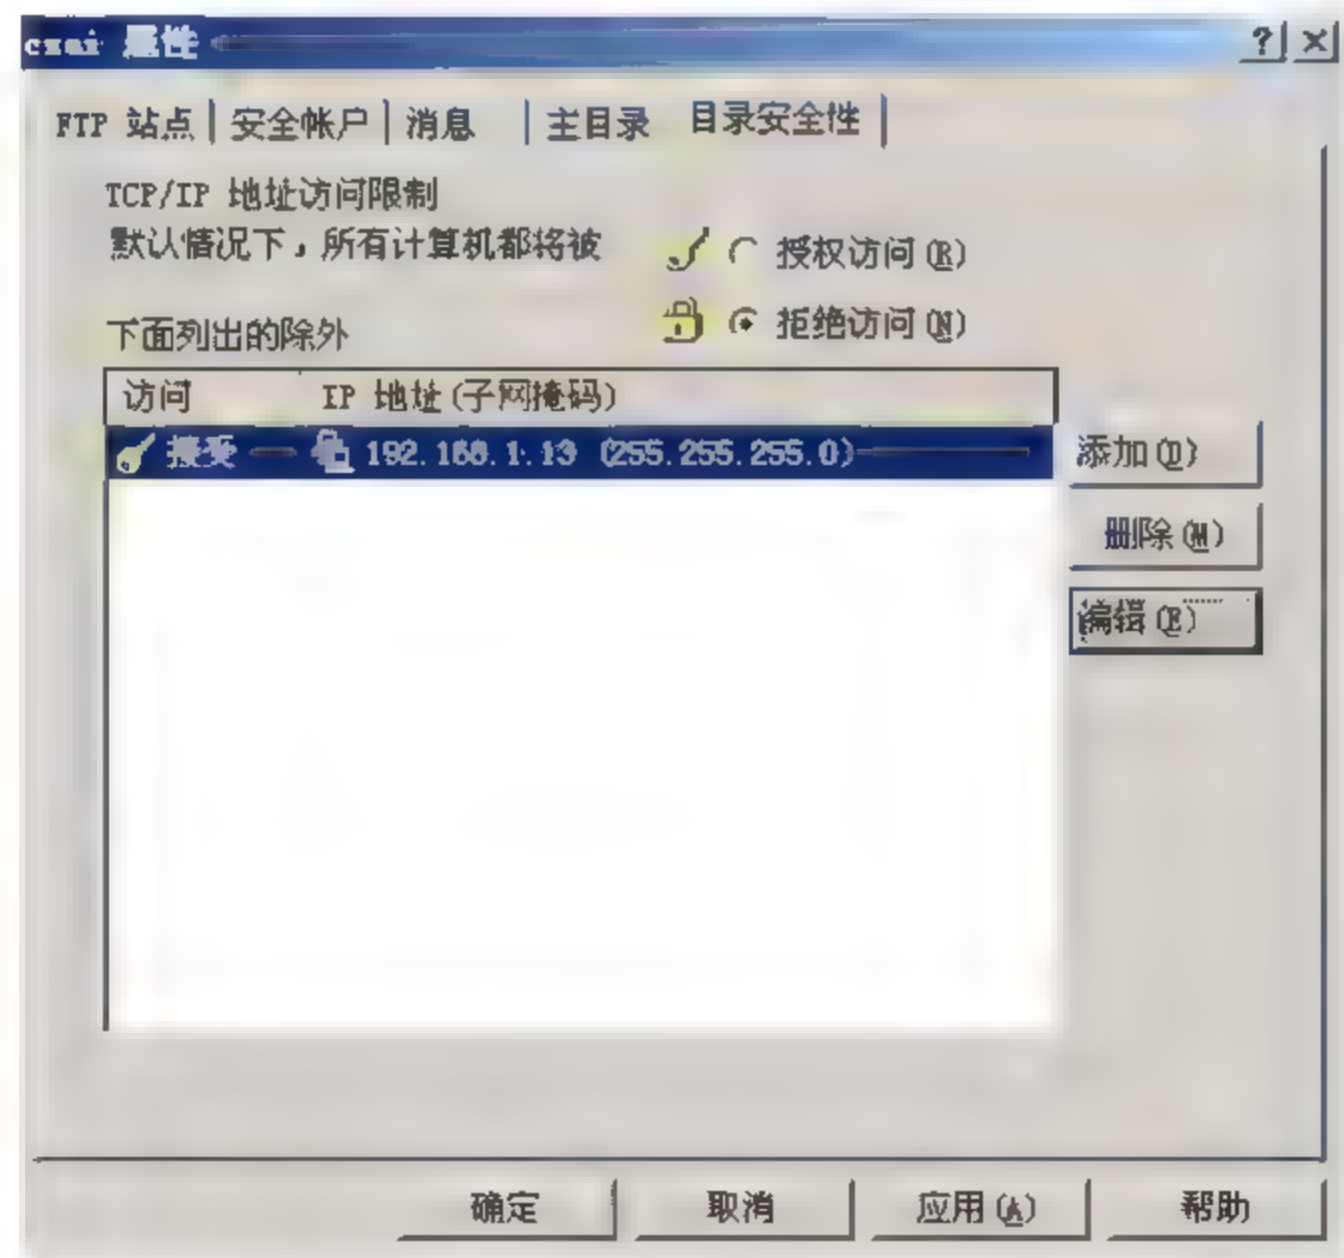 属性 ? ×
FTP 站点 安全帐户 消息 主目录 目录安全性
TCP/IP 地址访问限制
默认情况下，所有计算机都将被
授权访问(R)
拒绝访问(N)
下面列出的除外
访问 IP 地址(子网掩码)
接受 192.168.1.13 (255.255.255.0)
添加(D)
删除(M)
编辑(E)
确定 取消 应用(A) 帮助